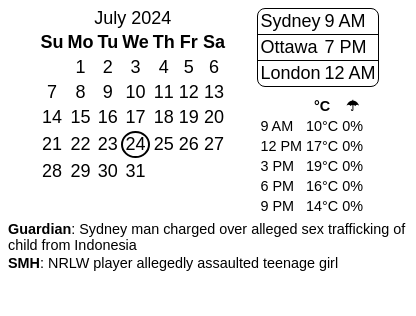 July 2024
Su Mo Tu We Th Fr Sa
1 2 3 4 5 6
7 8 9 10 11 12 13
14 15 16 17 18 19 20
21 22 23 24 25 26 27
28 29 30 31
Sydney 9 AM
Ottawa 7 PM
London 12 AM
°C ☂
9 AM 10°C 0%
12 PM 17°C 0%
3 PM 19°C 0%
6 PM 16°C 0%
9 PM 14°C 0%
Guardian: Sydney man charged over alleged sex trafficking of
child from Indonesia
SMH: NRLW player allegedly assaulted teenage girl